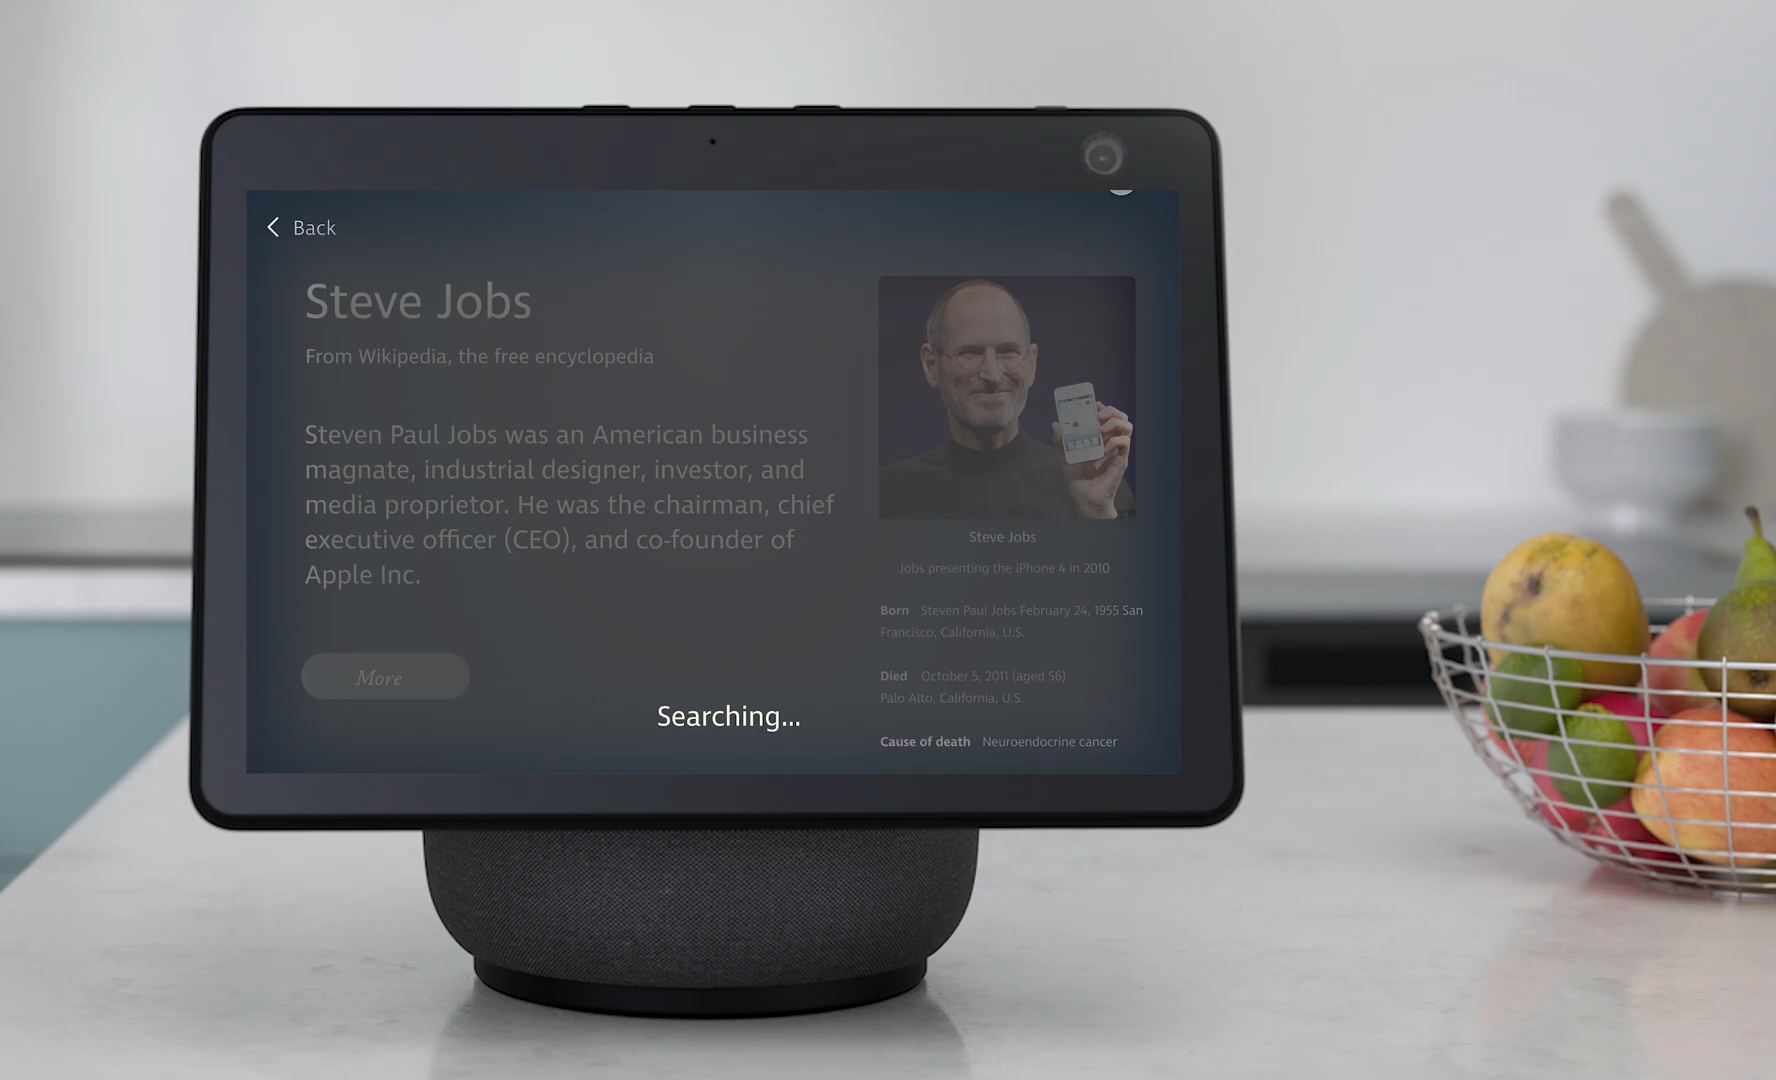 Back
Steve Jobs
From Wikipedia, the free encyclopedia
Steven Paul Jobs was an American business
magnate, industrial designer, investor, and
media proprietor. He was the chairman, chief
executive officer (CEO), and co-founder of
Apple Inc.
More
Searching...
Steve Jobs
Jobs presenting the iPhone 4 in 2010
Born Steven Paul Jobs February 24, 1955 San
Francisco, California, U.S.
Died October 5, 2011 (aged 56)
Palo Alto, California, U.S.
Cause of death Neuroendocrine cancer